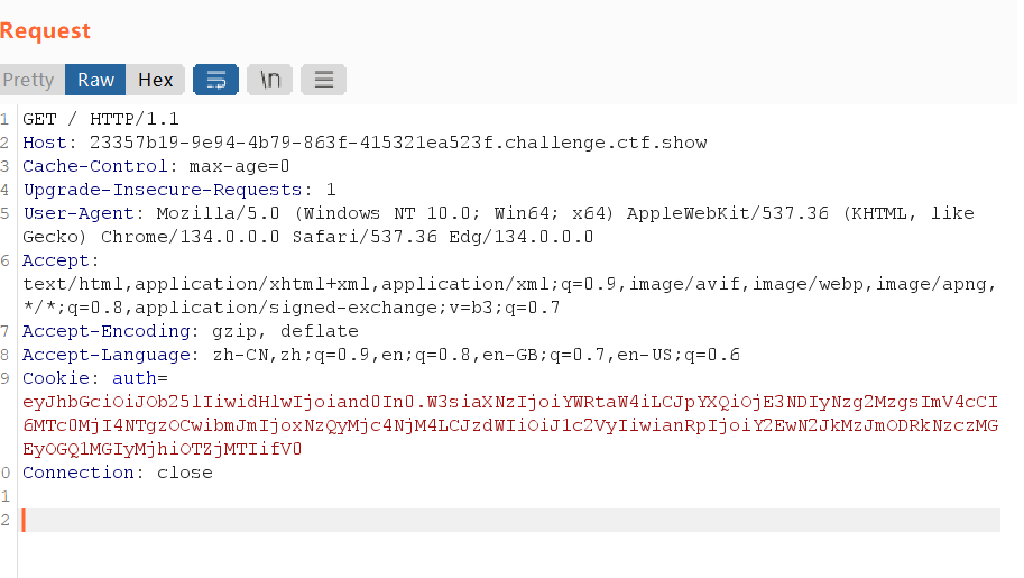 Request
Pretty Raw Hex \n
1 GET / HTTP/1.1
2 Host: 23357b19-9e94-4b79-863f-415321ea523f.challenge.ctf.show
3 Cache-Control: max-age=0
4 Upgrade-Insecure-Requests: 1
5 User-Agent: Mozilla/5.0 (Windows NT 10.0; Win64; x64) AppleWebKit/537.36 (KHTML, like
Gecko) Chrome/134.0.0.0 Safari/537.36 Edg/134.0.0.0
6 Accept:
text/html,application/xhtml+xml,application/xml;q=0.9,image/avif,image/webp,image/apng,
*/*;q=0.8,application/signed-exchange;v=b3;q=0.7
7 Accept-Encoding: gzip, deflate
8 Accept-Language: zh-CN,zh;q=0.9,en;q=0.8,en-GB;q=0.7,en-US;q=0.6
9 Cookie: auth=
eyJhbGciOiJOb25lIiwidHlwIjoiand0In0.W3siaXNzIjoiYWRtaW4iLCJpYXQiOjE3NDIyNzg2MzgsImV4cCI
6MTc0MjI4NTgzOCwibmJmIjoxNzQyMjc4NjM4LCJzdWIiOiJ1c2VyIiwianRpIjoiY2EwN2JkMzJmODRkNzczMG
EyOGQ1MGIyMjhiOTZjMTIifV0
0 Connection: close
1
2